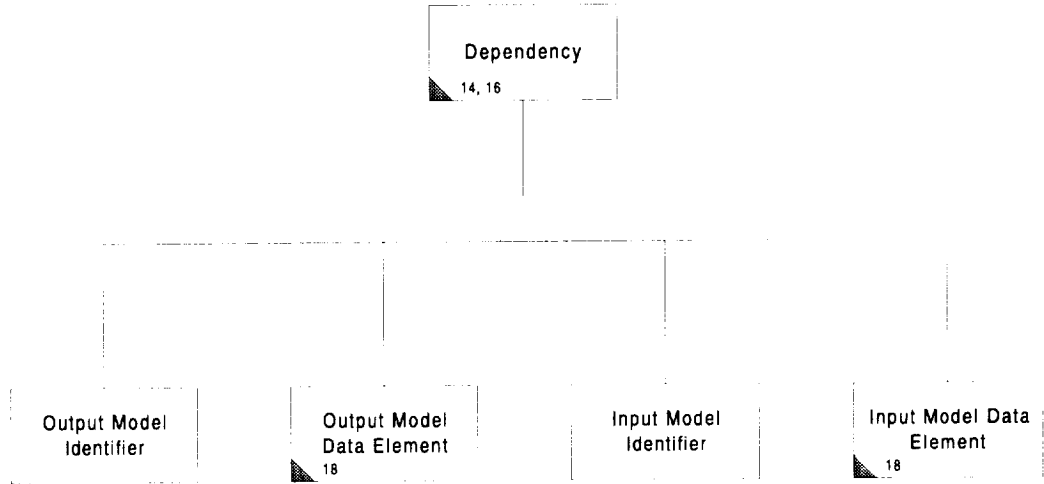 Dependency
14, 16
Output Model
Identifier
Output Model
Data Element
18
Input Model
Identifier
Input Model Data
Element
18